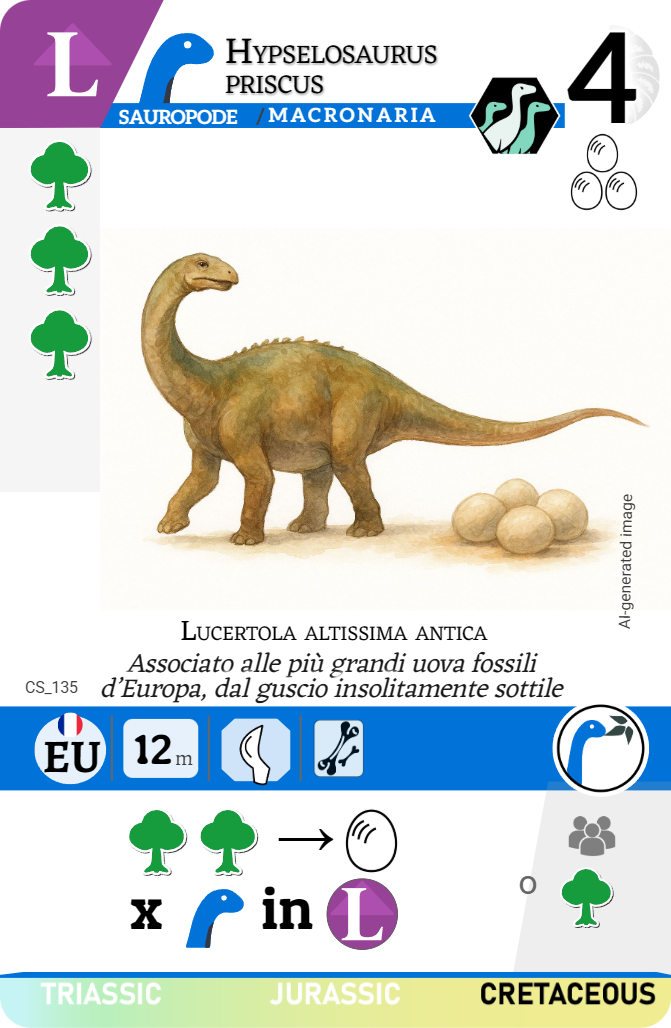 L
HYPSELOSAURUS
PRISCUS
4
SAUROPODE / MACRONARIA
AI-generated image
LUCERTOLA ALTISSIMA ANTICA
Associato alle più grandi uova fossili
CS_135
d'Europa, dal guscio insolitamente sottile
EU
12 m
o
x in L
TRIASSIC JURASSIC CRETACEOUS